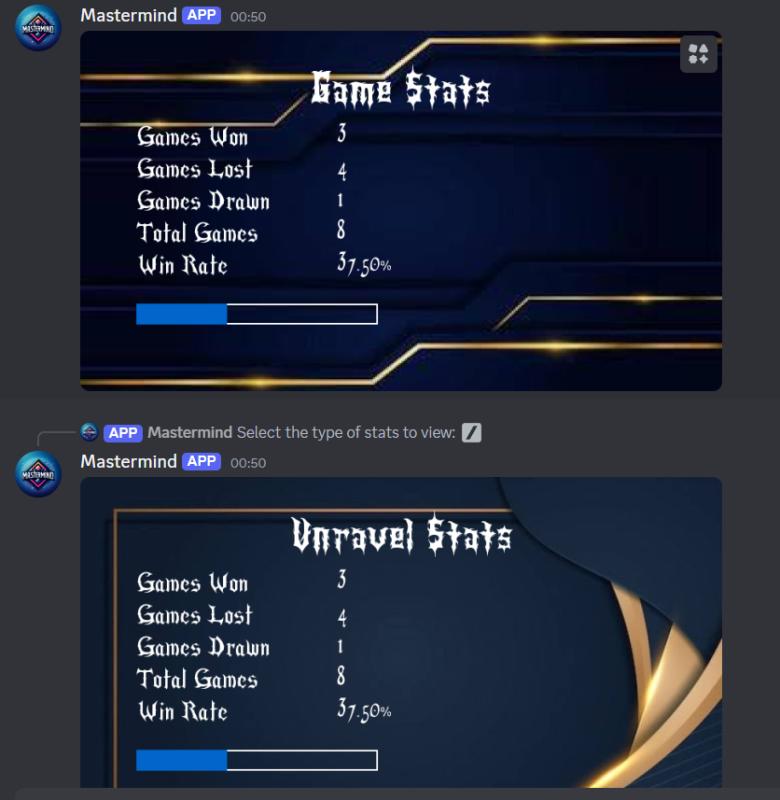 Mastermind APP 00:50
Game Stats
Games Won 3
Games Lost 4
Games Drawn 1
Total Games 8
Win Rate 37.50%
APP Mastermind Select the type of stats to view:
MASTERMIND
Mastermind APP 00:50
Unravel Stats
Games Won 3
Games Lost 4
Games Drawn 1
Total Games 8
Win Rate 37.50%